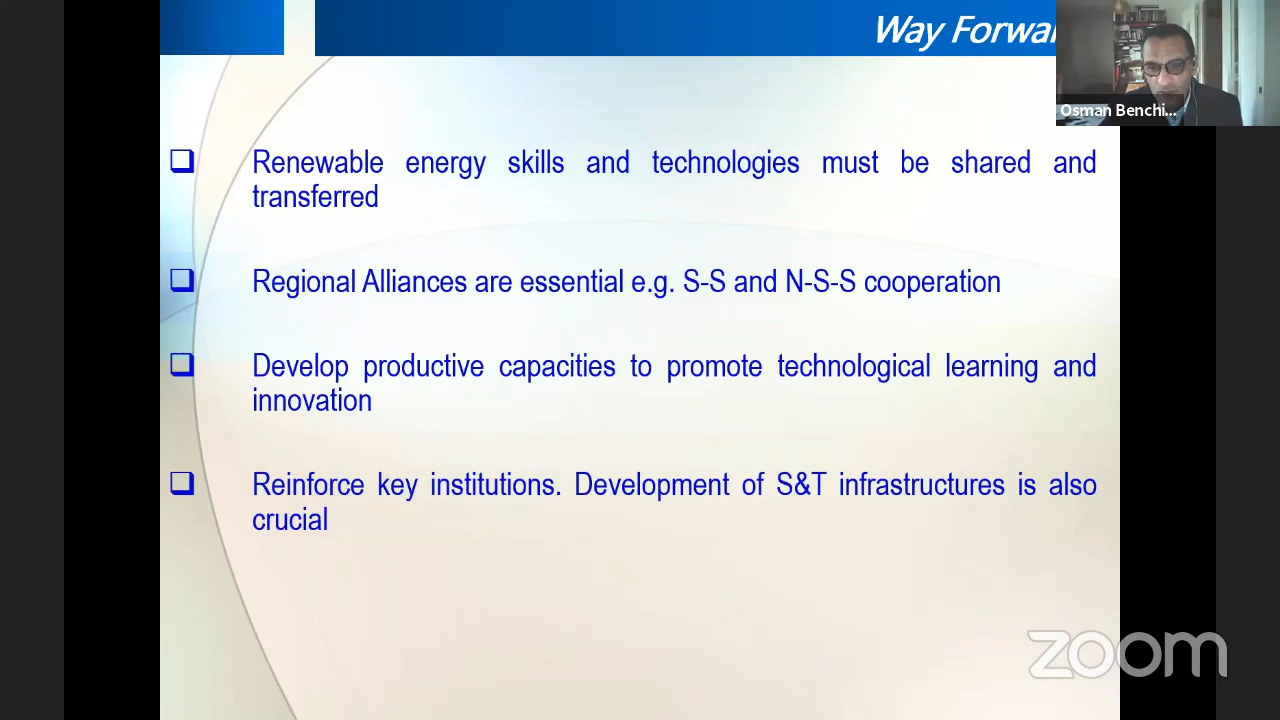 Way Forwar
Osman Benchi...
Renewable energy skills and technologies must be shared and
transferred
Regional Alliances are essential e.g. S-S and N-S-S cooperation
Develop productive capacities to promote technological learning and
innovation
Reinforce key institutions. Development of S&T infrastructures is also
crucial
zoom